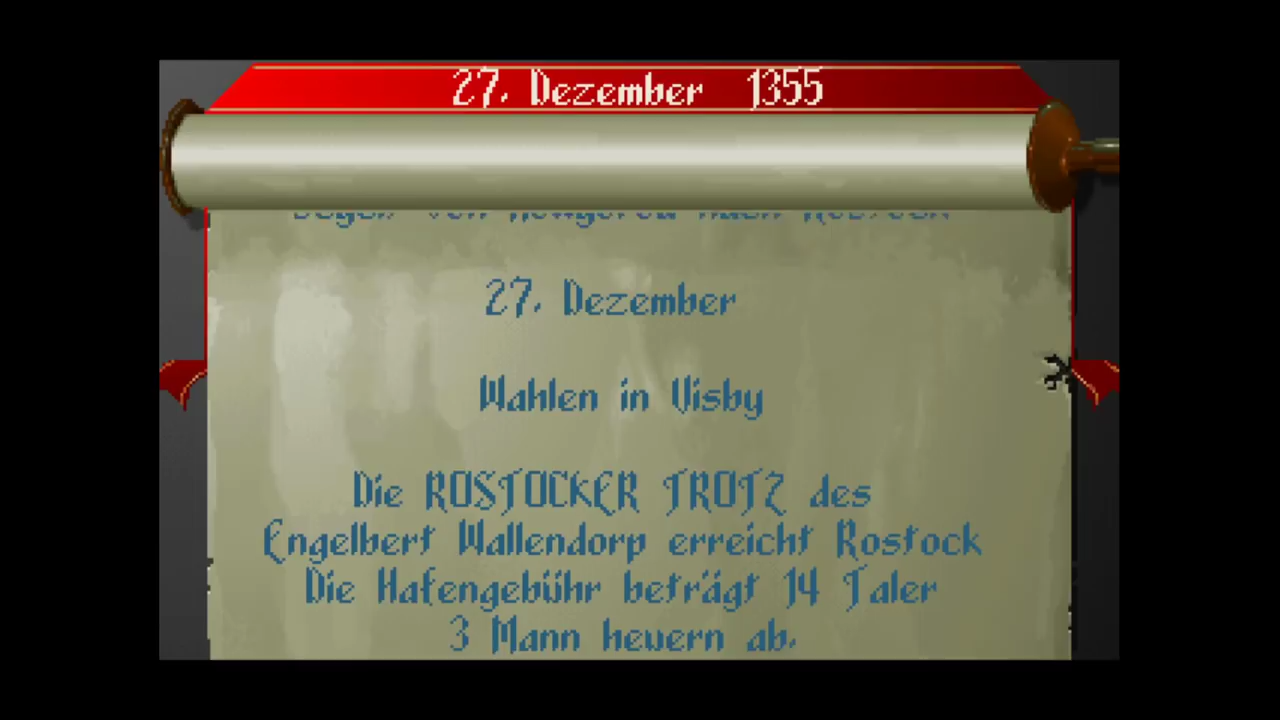 27. Dezember 1355
27. Dezember
Wahlen in Visby
Die ROSTOCKER TROTZ des
Engelbert Wallendorp erreicht Rostock
Die Hafengebühr beträgt 14 Taler
3 Mann heuern ab.